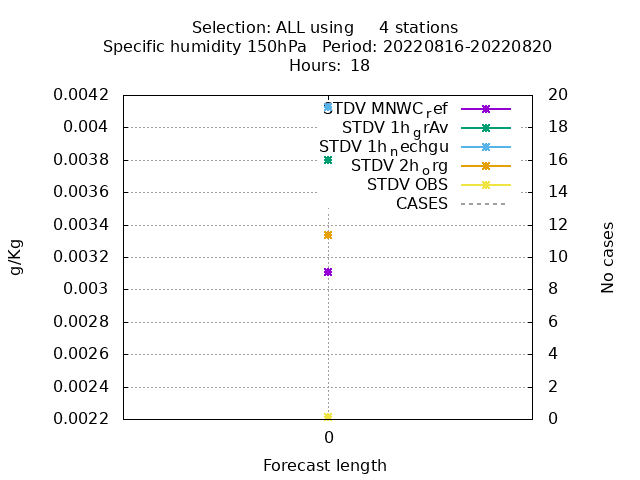 Selection: ALL using     4 stations
Specific humidity 150hPa   Period: 20220816-20220820
Hours: 18
0.0042
0.004
0.0038
0.0036
0.0034
0.0032
0.003
0.0028
0.0026
0.0024
0.0022
g/Kg
STDV MNWC_ref
STDV 1h_grAv
STDV 1h_nechgu
STDV 2h_org
STDV OBS
CASES
20
18
16
14
12
10
8
6
4
2
0
No cases
0
Forecast length